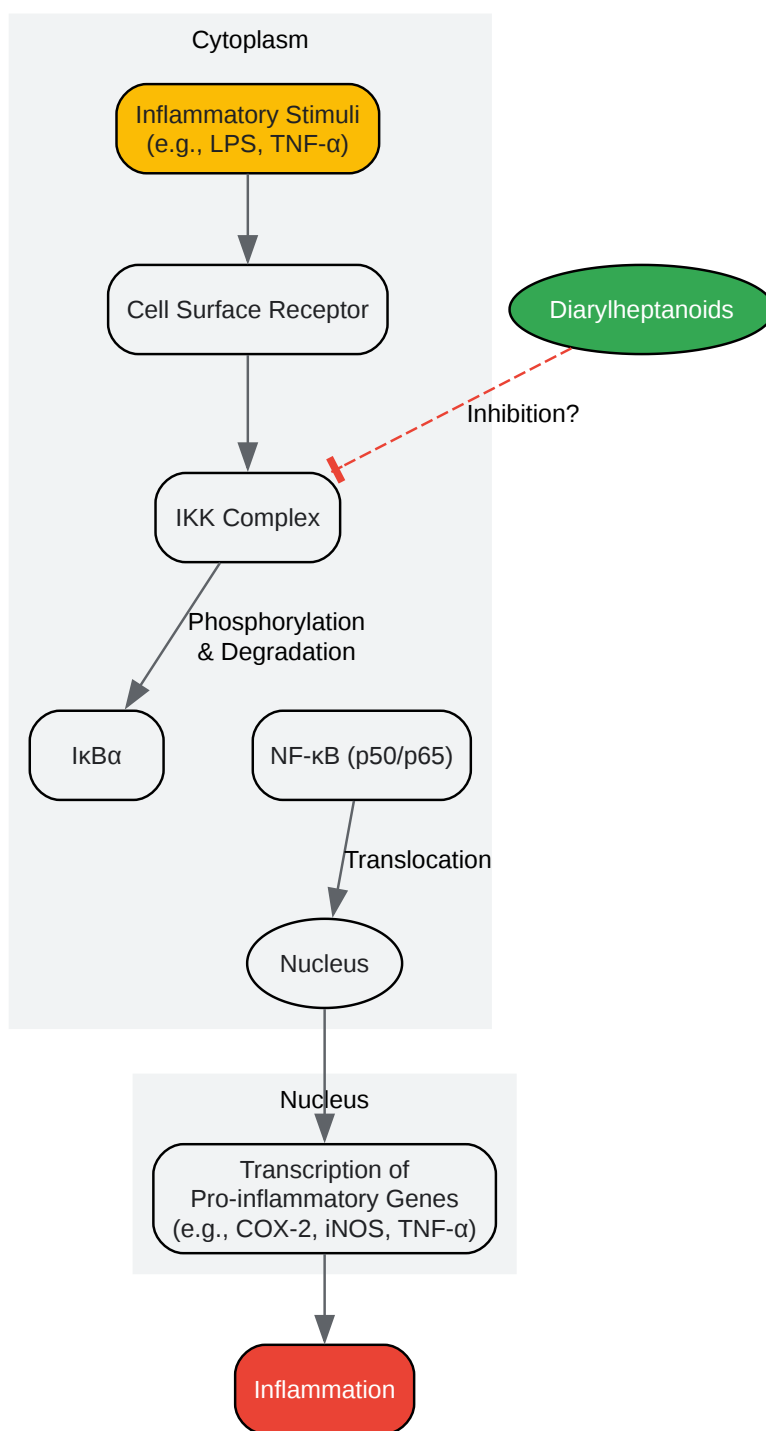 Cytoplasm
Inflammatory Stimuli
(e.g., LPS, TNF-α)
Cell Surface Receptor
Diarylheptanoids
Inhibition?
IKK Complex
Phosphorylation
& Degradation
IκBα
NF-κB (p50/p65)
Translocation
Nucleus
Nucleus
Transcription of
Pro-inflammatory Genes
(e.g., COX-2, iNOS, TNF-α)
Inflammation